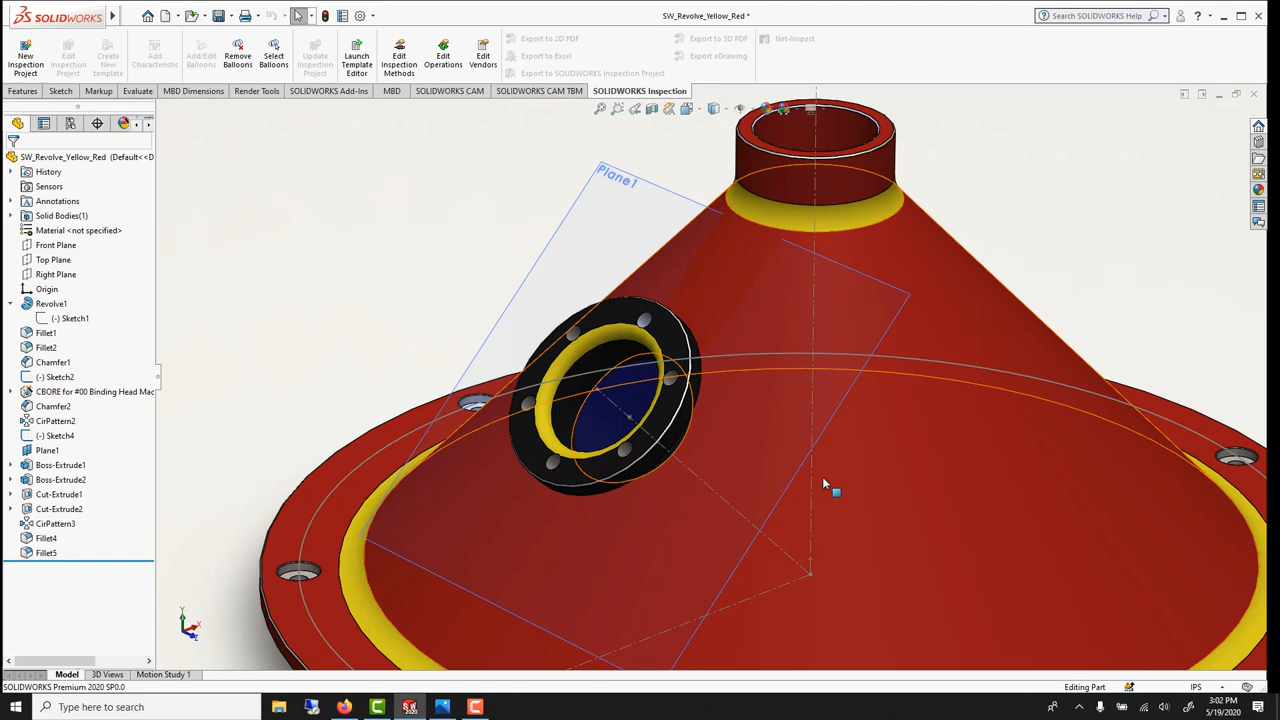 SOLIDWORKS
SW_Revolve_Yellow_Red *
Search SOLIDWORKS Help
New Inspection Project
Edit Inspection Project
Create New template
Add Characteristic
Add/Edit Balloons
Remove Balloons
Select Balloons
Update Inspection Project
Launch Template Editor
Edit Inspection Methods
Edit Operations
Edit Vendors
Export to 2D PDF
Export to Excel
Export to SOLIDWORKS Inspection Project
Export to 3D PDF
Export eDrawing
Net-Inspect
Features
Sketch
Markup
Evaluate
MBD Dimensions
Render Tools
SOLIDWORKS Add-Ins
MBD
SOLIDWORKS CAM
SOLIDWORKS CAM TBM
SOLIDWORKS Inspection
SW_Revolve_Yellow_Red (Default<<D
History
Sensors
Annotations
Solid Bodies(1)
Material <not specified>
Front Plane
Top Plane
Right Plane
Origin
Revolve1
(-) Sketch1
Fillet1
Fillet2
Chamfer1
(-) Sketch2
CBORE for #00 Binding Head Mac
Chamfer2
CirPattern2
(-) Sketch4
Plane1
Boss-Extrude1
Boss-Extrude2
Cut-Extrude1
Cut-Extrude2
CirPattern3
Fillet4
Fillet5
Plane1
Y
X
Z
Model
3D Views
Motion Study 1
SOLIDWORKS Premium 2020 SP0.0
Editing Part
IPS
Type here to search
SW
2020
3:02 PM
5/19/2020